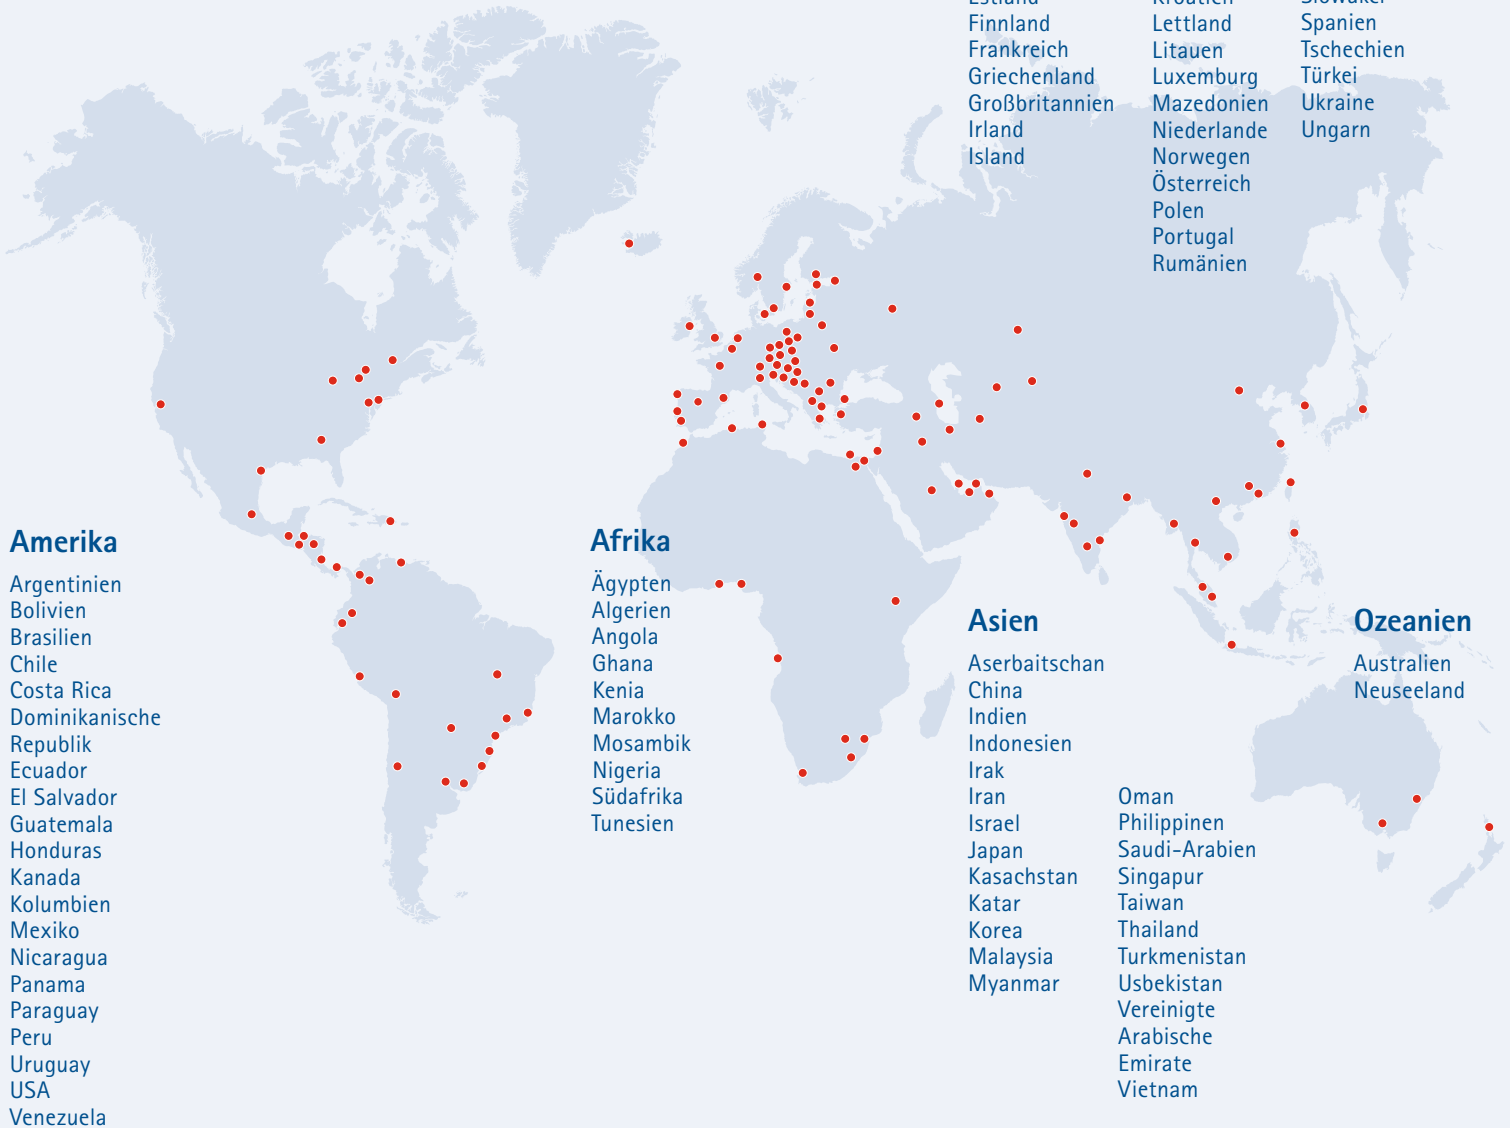 Estland
Finnland
Frankreich
Griechenland
Großbritannien
Irland
Island
Kroatien
Lettland
Litauen
Luxemburg
Mazedonien
Niederlande
Norwegen
Österreich
Polen
Portugal
Rumänien
Slowakei
Spanien
Tschechien
Türkei
Ukraine
Ungarn
Amerika
Argentinien
Bolivien
Brasilien
Chile
Costa Rica
Dominikanische
Republik
Ecuador
El Salvador
Guatemala
Honduras
Kanada
Kolumbien
Mexiko
Nicaragua
Panama
Paraguay
Peru
Uruguay
USA
Venezuela
Afrika
Ägypten
Algerien
Angola
Ghana
Kenia
Marokko
Mosambik
Nigeria
Südafrika
Tunesien
Asien
Aserbaitschan
China
Indien
Indonesien
Irak
Iran
Israel
Japan
Kasachstan
Katar
Korea
Malaysia
Myanmar
Oman
Philippinen
Saudi-Arabien
Singapur
Taiwan
Thailand
Turkmenistan
Usbekistan
Vereinigte
Arabische
Emirate
Vietnam
Ozeanien
Australien
Neuseeland